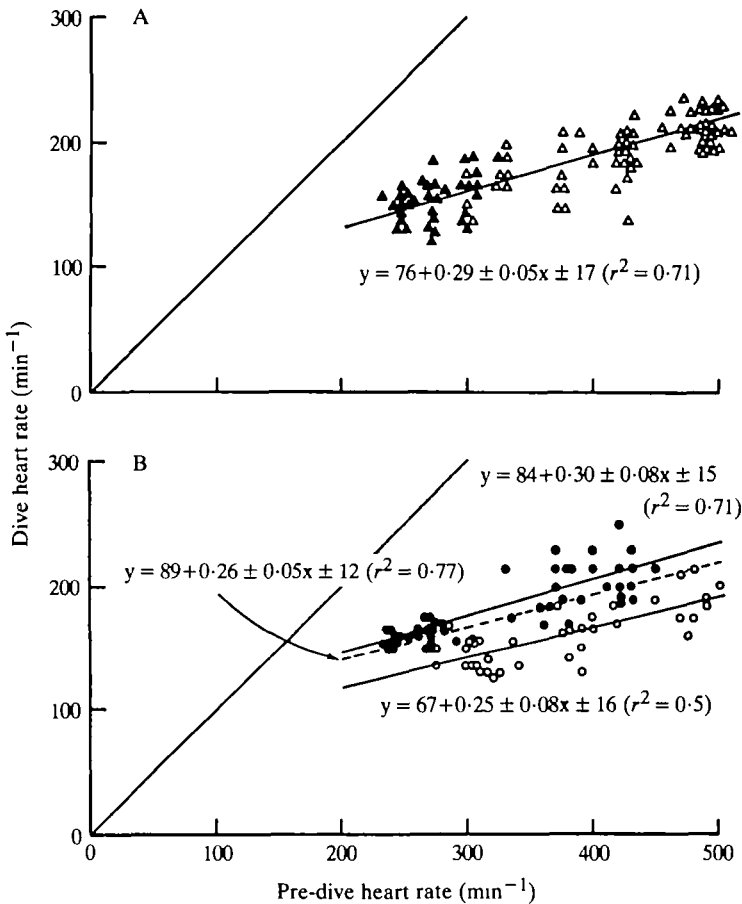 300
A
200
100
0
y = 76+0·29 ± 0·05x ± 17 (r² = 0·71)
Dive heart rate (min⁻¹)
300
B
y = 84+0·30 ± 0·08x ± 15
(r² = 0·71)
y = 89+0·26 ± 0·05x ± 12 (r² = 0·77)
200
100
y = 67+0·25 ± 0·08x ± 16 (r² = 0·5)
0
0 100 200 300 400 500
Pre-dive heart rate (min⁻¹)